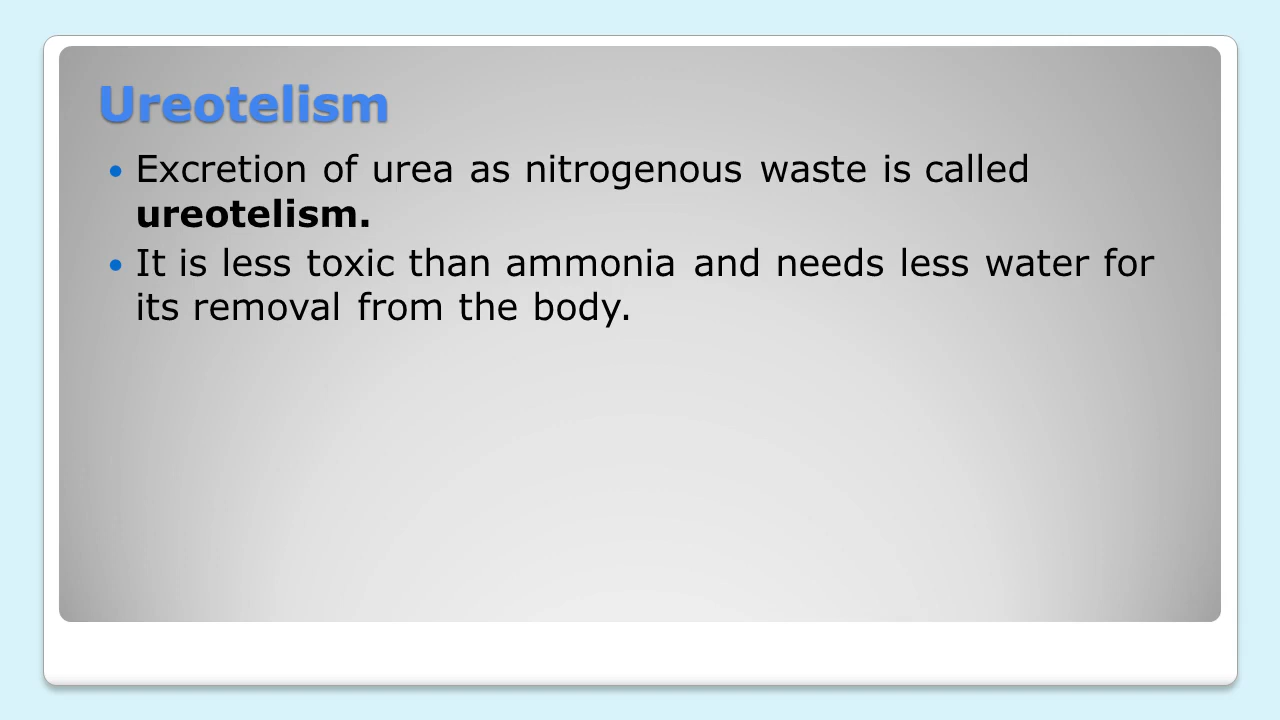 Ureotelism
• Excretion of urea as nitrogenous waste is called
ureotelism.
• It is less toxic than ammonia and needs less water for
its removal from the body.